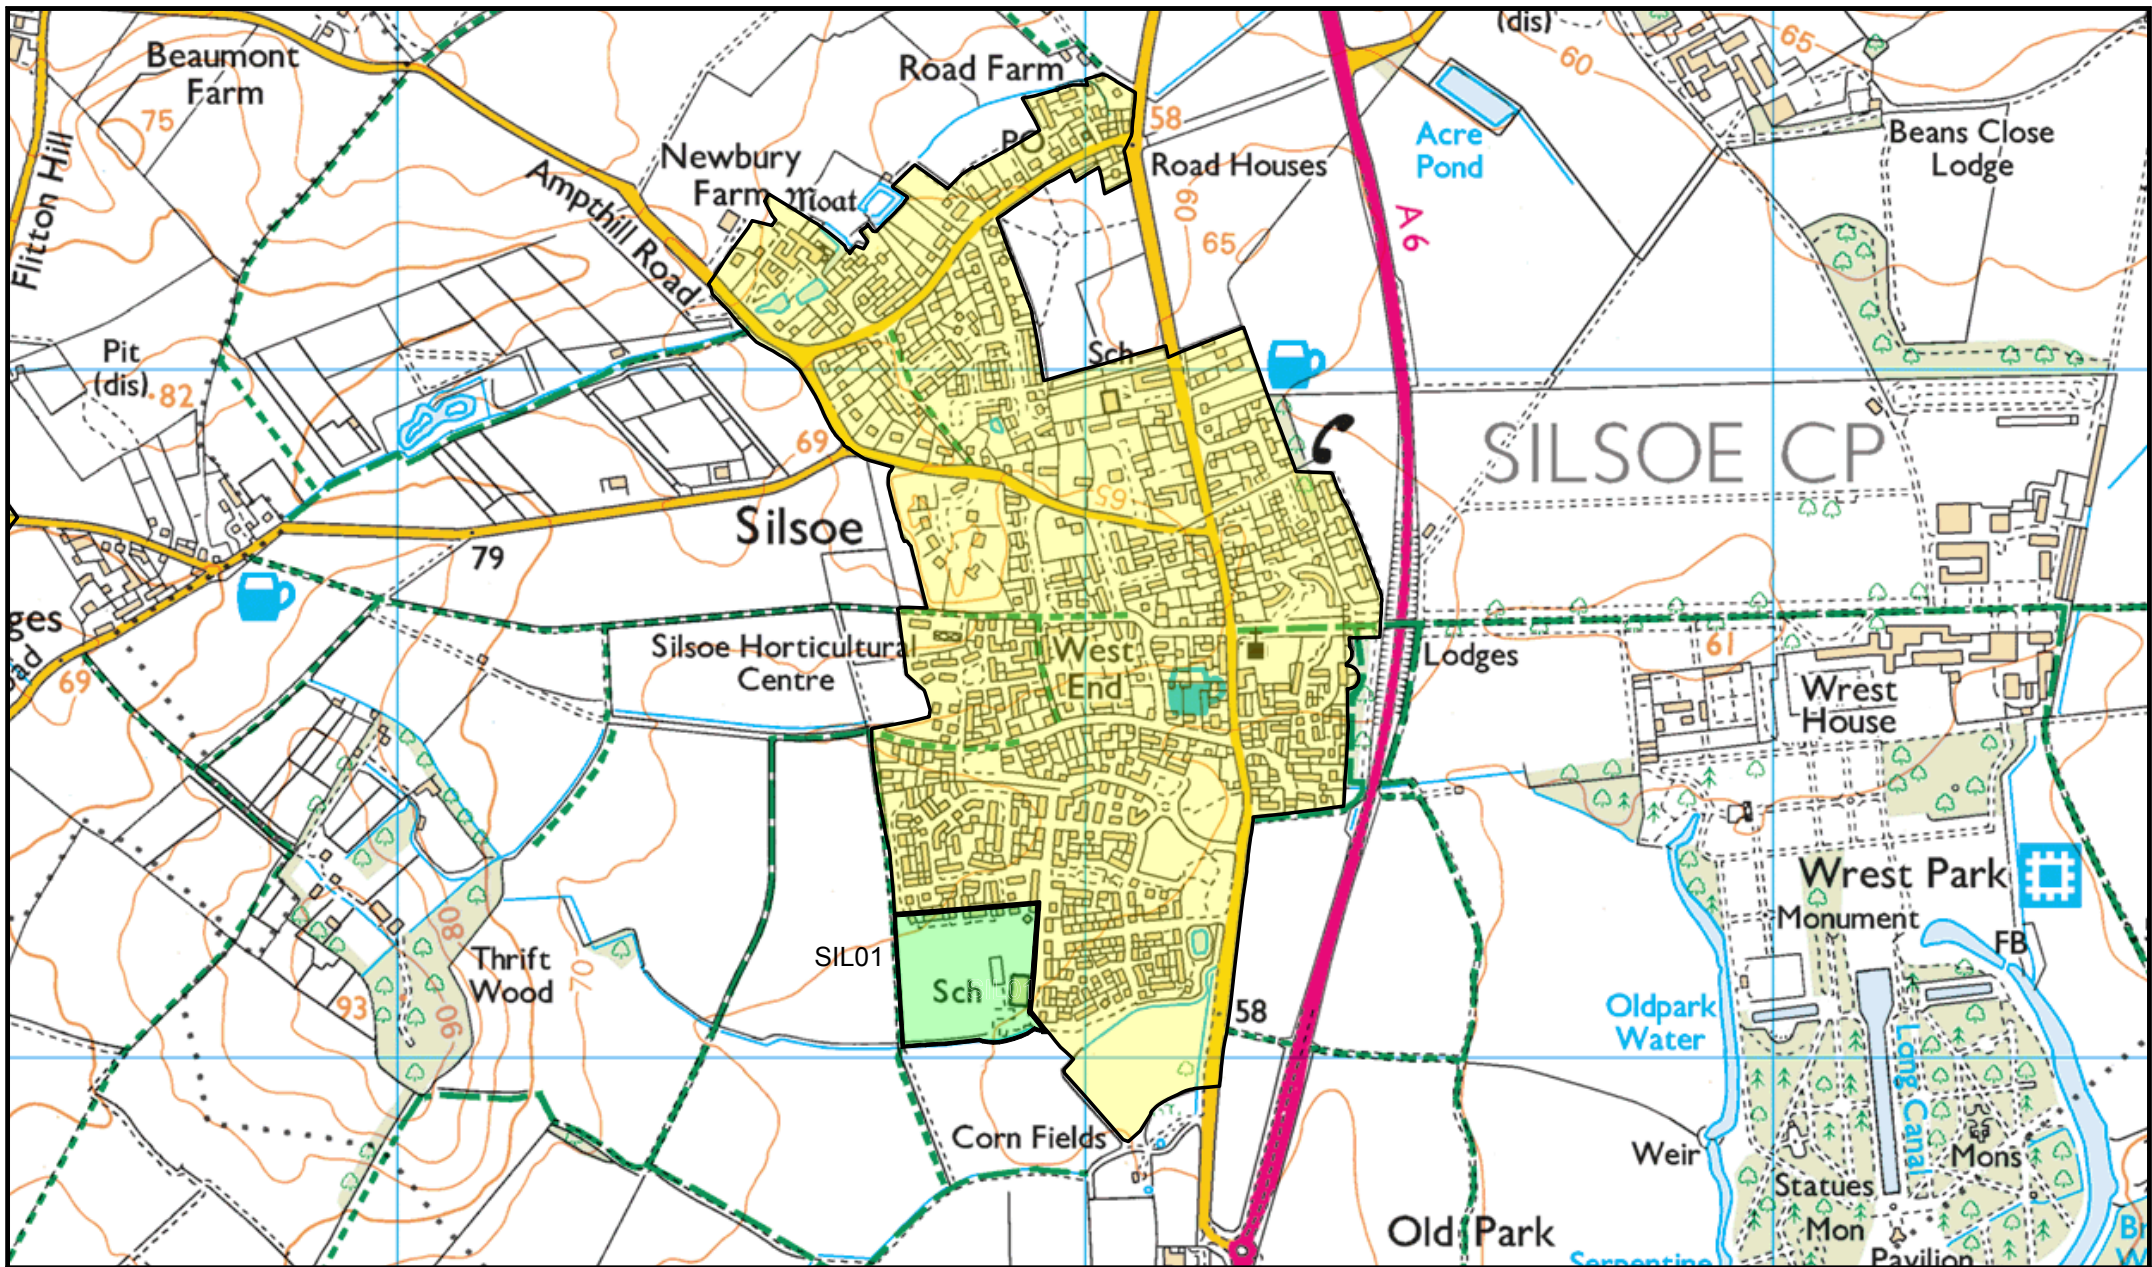 (dis)
Beaumont
Farm
Road Farm
65
60
75
58
PO
Acre
Pond
Beans Close
Lodge
Newbury
Farm
Moat
Road Houses
Flitton Hill
Ampthill Road
60
65
A6
Pit
(dis)
82
Sch
69
SILSOE CP
65
Silsoe
79
Silsoe Horticultural
Centre
West
End
Lodges
61
Wrest
House
69
Wrest Park
Monument
FB
80
Thrift
Wood
70
SIL01
Sch
93
90
58
Oldpark
Water
Long Canal
Corn Fields
Weir
Mons
Statues
Mon
Old Park
Pavilion
Serpentine